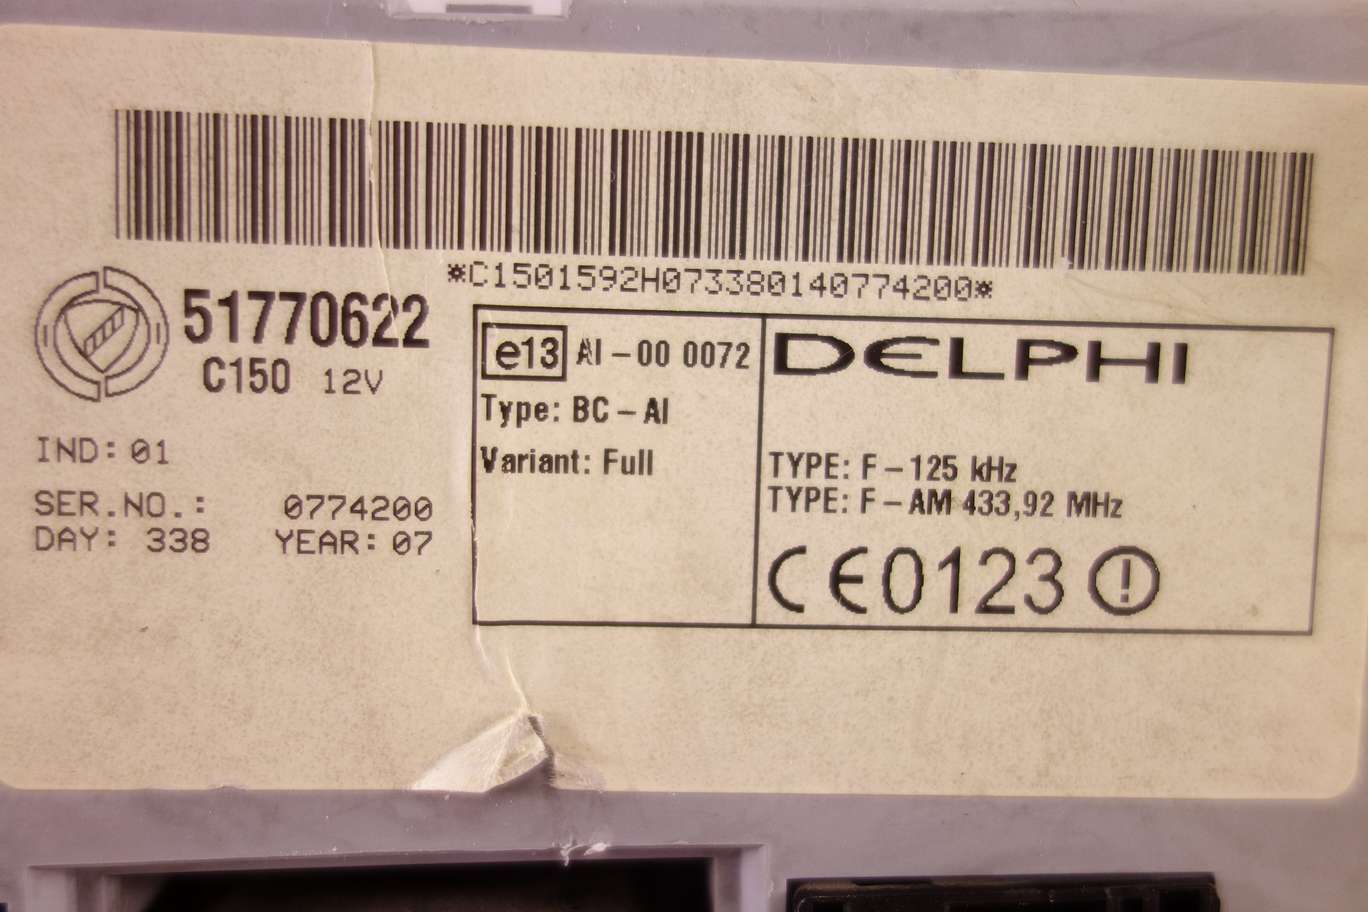 *C1501592H073380140774200*
51770622
C150 12V
IND: 01
SER.NO.: 0774200
DAY: 338 YEAR: 07
e13 AI-00 0072
Type: BC-AI
Variant: Full
DELPHI
TYPE: F-125 kHz
TYPE: F-AM 433,92 MHz
CE0123